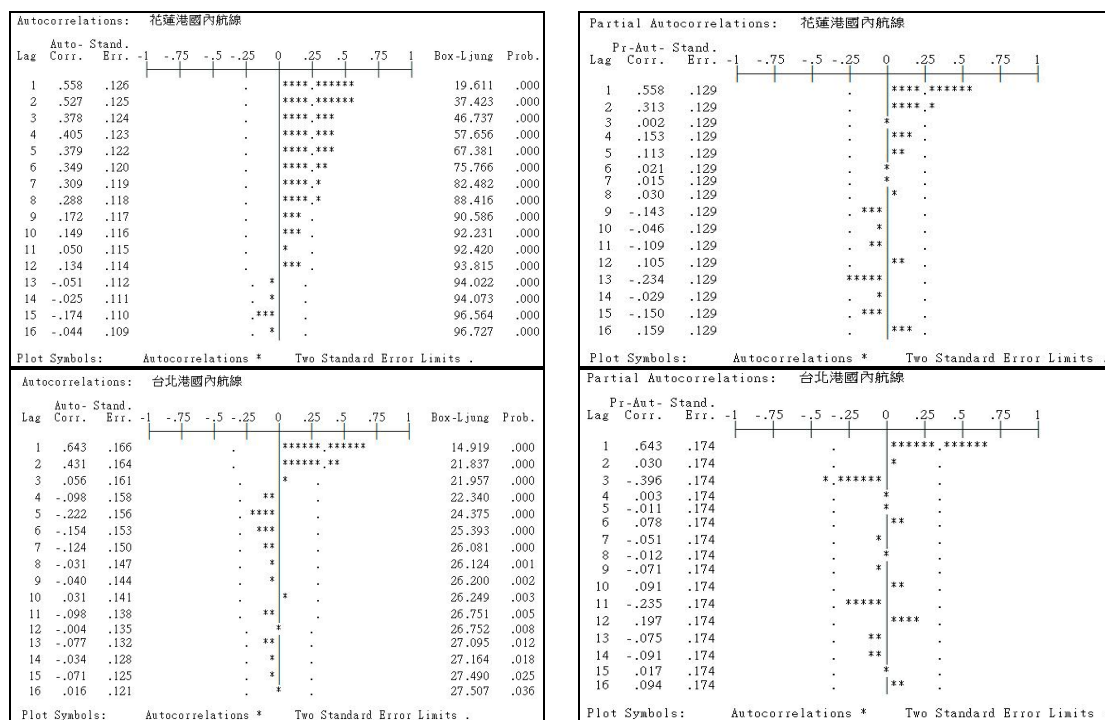 Autocorrelations: 花蓮港國內航線
Auto- Stand.
Lag Corr. Err. -1 -.75 -.5 -.25 0 .25 .5 .75 1 Box-Ljung Prob.
1 .558 .126 . ****.****** 19.611 .000
2 .527 .125 . ****.****** 37.423 .000
3 .378 .124 . ****.*** 46.737 .000
4 .405 .123 . ****.*** 57.656 .000
5 .379 .122 . ****.*** 67.381 .000
6 .349 .120 . ****.** 75.766 .000
7 .309 .119 . ****.* 82.482 .000
8 .288 .118 . ****.* 88.416 .000
9 .172 .117 . *** . 90.586 .000
10 .149 .116 . *** . 92.231 .000
11 .050 .115 . * . 92.420 .000
12 .134 .114 . *** . 93.815 .000
13 -.051 .112 . * . 94.022 .000
14 -.025 .111 . * . 94.073 .000
15 -.174 .110 .*** . 96.564 .000
16 -.044 .109 . * . 96.727 .000
Plot Symbols: Autocorrelations * Two Standard Error Limits .
Partial Autocorrelations: 花蓮港國內航線
Pr-Aut- Stand.
Lag Corr. Err. -1 -.75 -.5 -.25 0 .25 .5 .75 1
1 .558 .129 . ****.******
2 .313 .129 . ****.*
3 .002 .129 . * .
4 .153 .129 . *** .
5 .113 .129 . ** .
6 .021 .129 . * .
7 .015 .129 . * .
8 .030 .129 . * .
9 -.143 .129 . *** .
10 -.046 .129 . * .
11 -.109 .129 . ** .
12 .105 .129 . ** .
13 -.234 .129 ***** .
14 -.029 .129 . * .
15 -.150 .129 . *** .
16 .159 .129 . *** .
Plot Symbols: Autocorrelations * Two Standard Error Limits .
Autocorrelations: 台北港國內航線
Auto- Stand.
Lag Corr. Err. -1 -.75 -.5 -.25 0 .25 .5 .75 1 Box-Ljung Prob.
1 .643 .166 . ******.****** 14.919 .000
2 .431 .164 . ******.** 21.837 .000
3 .056 .161 . * . 21.957 .000
4 -.098 .158 . ** . 22.340 .000
5 -.222 .156 . **** . 24.375 .000
6 -.154 .153 . *** . 25.393 .000
7 -.124 .150 . ** . 26.081 .000
8 -.031 .147 . * . 26.124 .001
9 -.040 .144 . * . 26.200 .002
10 .031 .141 . * . 26.249 .003
11 -.098 .138 . ** . 26.751 .005
12 -.004 .135 . * . 26.752 .008
13 -.077 .132 . ** . 27.095 .012
14 -.034 .128 . * . 27.164 .018
15 -.071 .125 . * . 27.490 .025
16 .016 .121 . * . 27.507 .036
Plot Symbols: Autocorrelations * Two Standard Error Limits .
Partial Autocorrelations: 台北港國內航線
Pr-Aut- Stand.
Lag Corr. Err. -1 -.75 -.5 -.25 0 .25 .5 .75 1
1 .643 .174 . ******.******
2 .030 .174 . * .
3 -.396 .174 *.****** .
4 .003 .174 . * .
5 -.011 .174 . * .
6 .078 .174 . ** .
7 -.051 .174 . * .
8 -.012 .174 . * .
9 -.071 .174 . * .
10 .091 .174 . ** .
11 -.235 .174 . ***** .
12 .197 .174 . **** .
13 -.075 .174 . ** .
14 -.091 .174 . ** .
15 .017 .174 . * .
16 .094 .174 . ** .
Plot Symbols: Autocorrelations * Two Standard Error Limits .